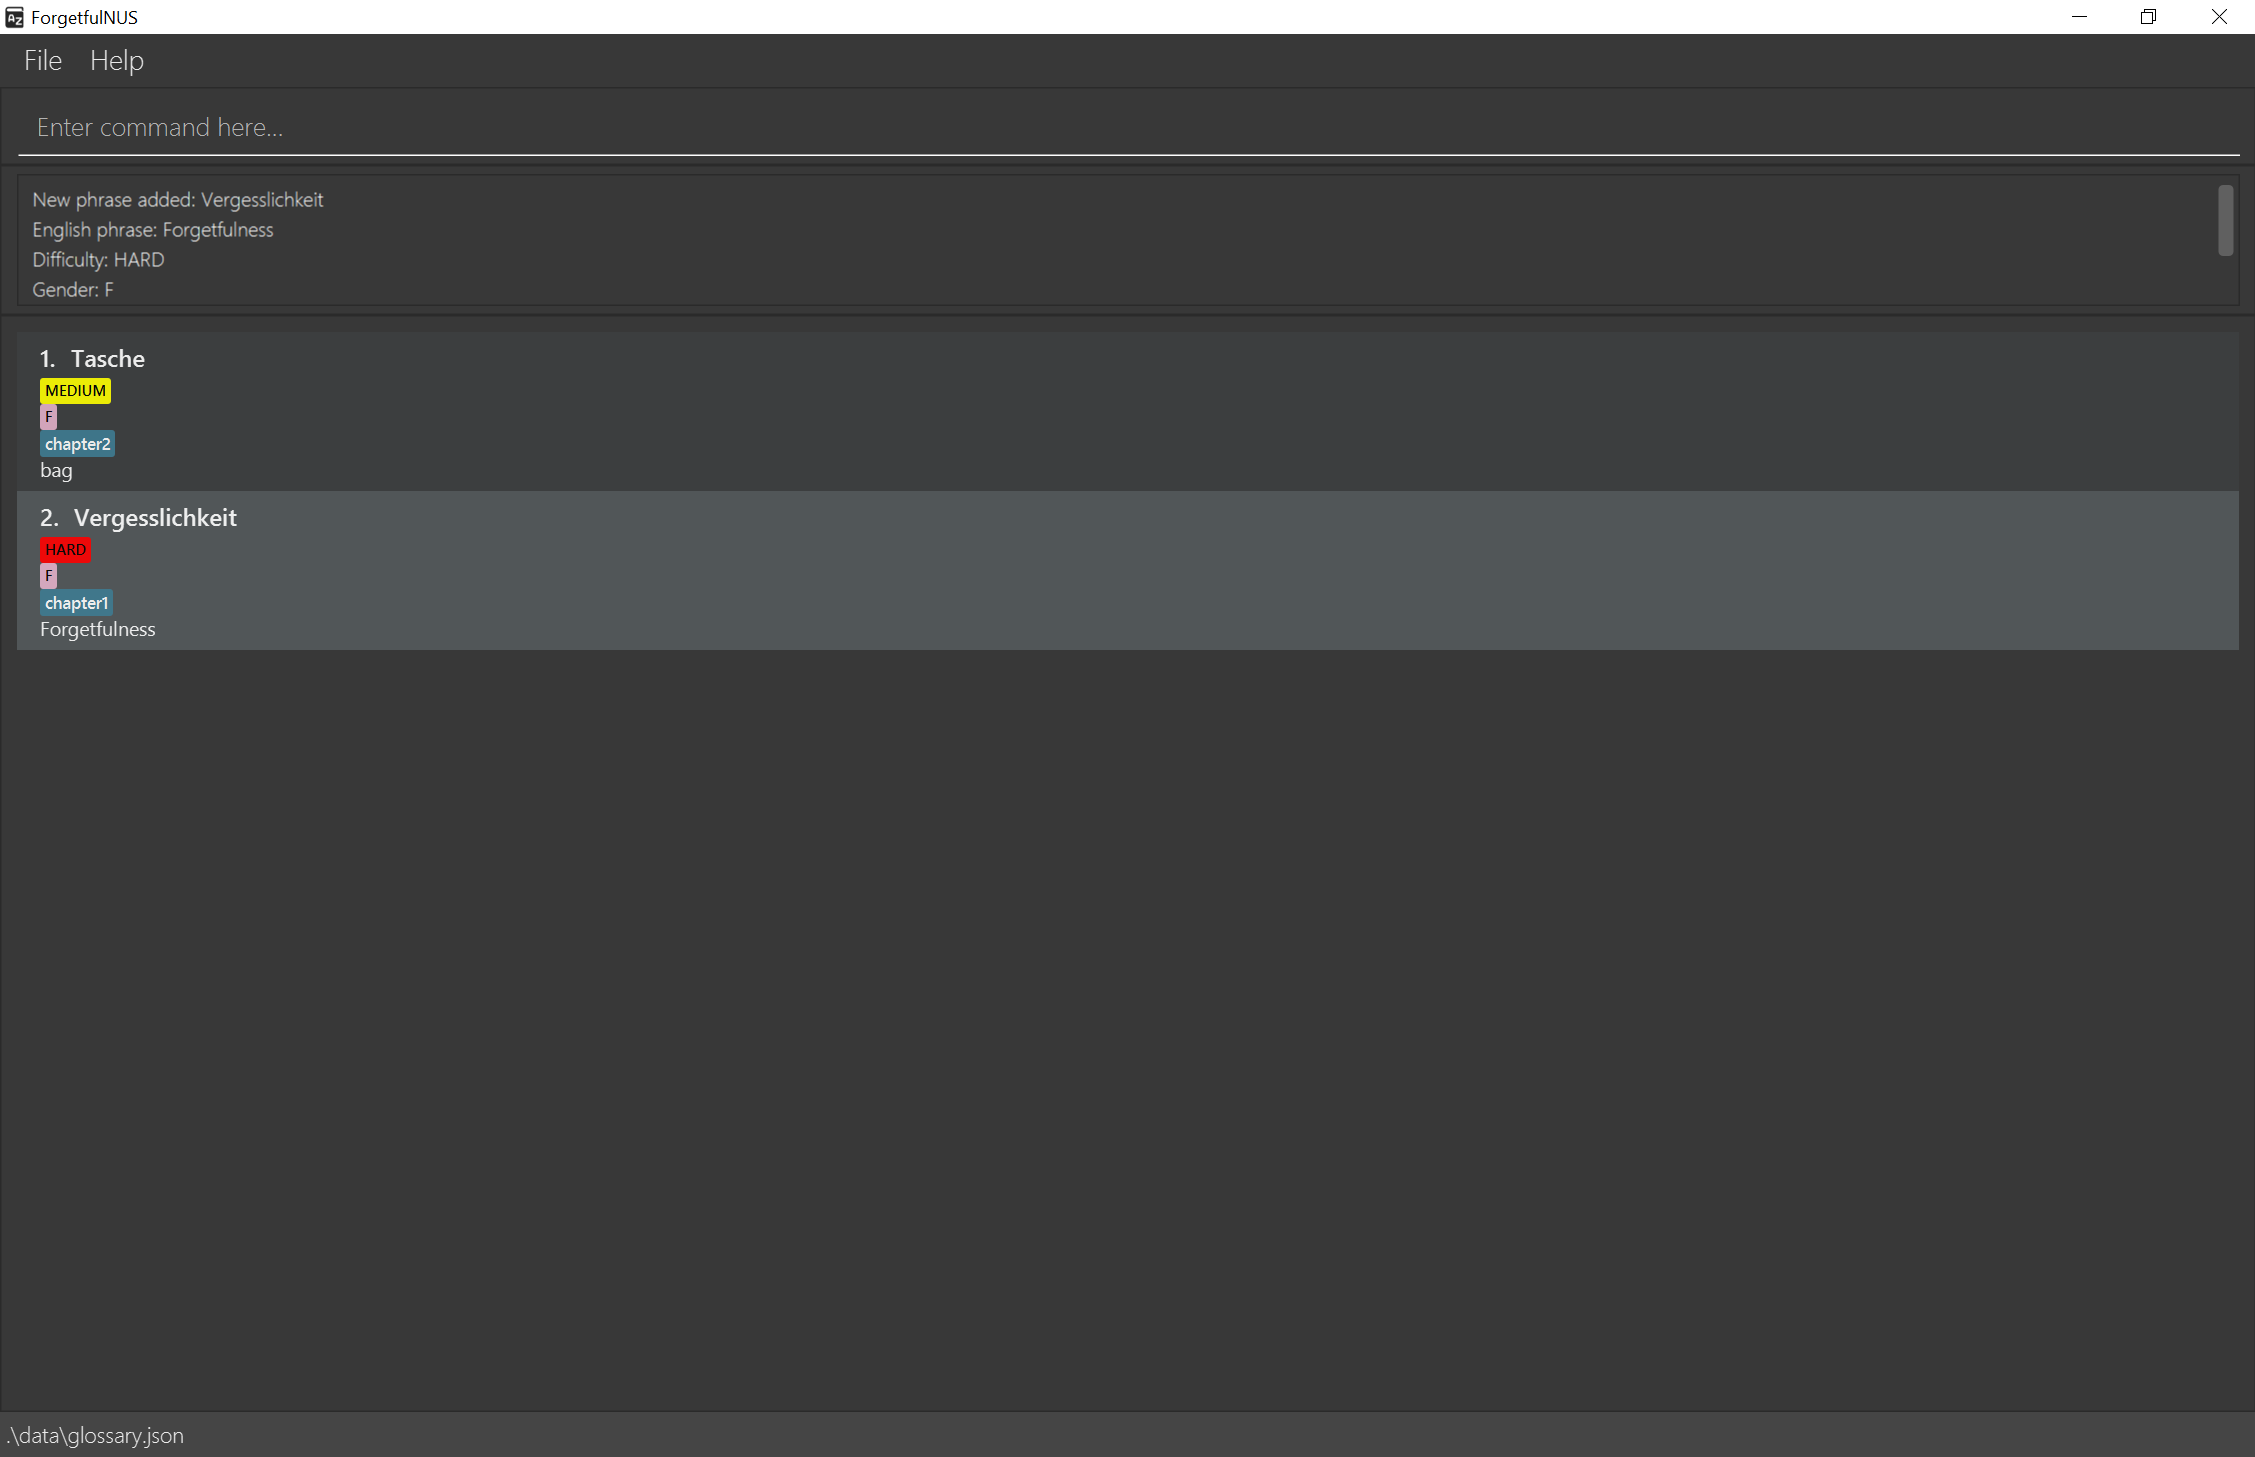 ForgetfulNUS
File Help
Enter command here...
New phrase added: Vergesslichkeit
English phrase: Forgetfulness
Difficulty: HARD
Gender: F
1. Tasche
MEDIUM
F
chapter2
bag
2. Vergesslichkeit
HARD
F
chapter1
Forgetfulness
.\data\glossary.json